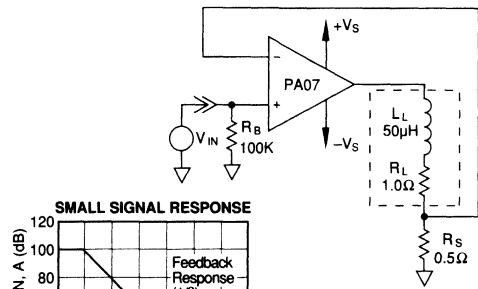 +VS
PA07
−
+
−VS
VIN
RB
100K
LL
50µH
RL
1.0Ω
RS
0.5Ω
SMALL SIGNAL RESPONSE
120
100
80
N, A (dB)
Feedback
Response